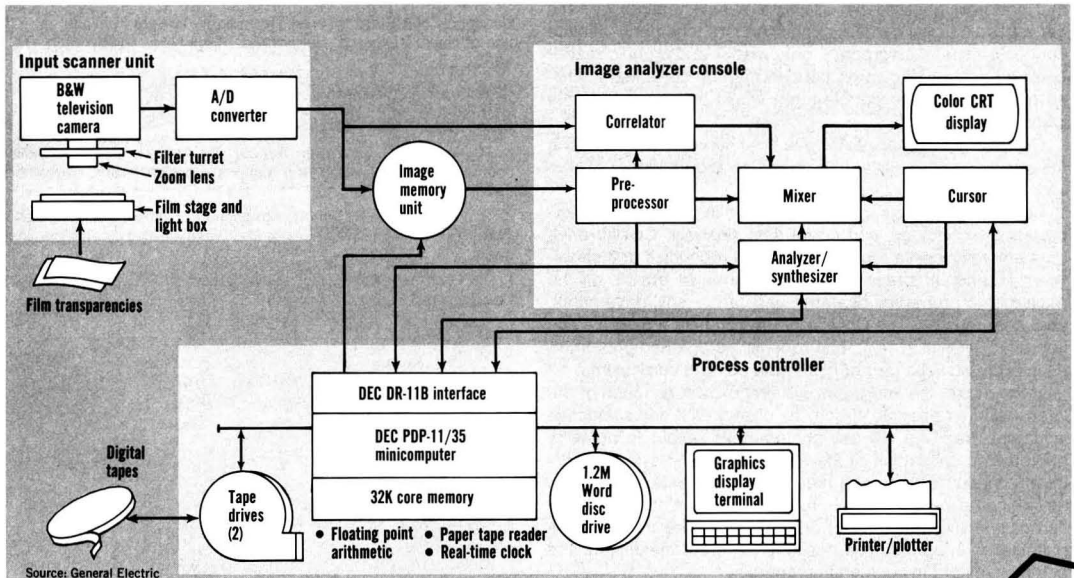 Input scanner unit
B&W
television
camera
A/D
converter
Filter turret
Zoom lens
Film stage and
light box
Film transparencies
Image
memory
unit
Image analyzer console
Correlator
Color CRT
display
Pre-
processor
Mixer
Cursor
Analyzer/
synthesizer
Process controller
DEC DR-11B interface
DEC PDP-11/35
minicomputer
32K core memory
Digital
tapes
Tape
drives
(2)
• Floating point
arithmetic
• Paper tape reader
• Real-time clock
1.2M
Word
disc
drive
Graphics
display
terminal
Printer/plotter
Source: General Electric